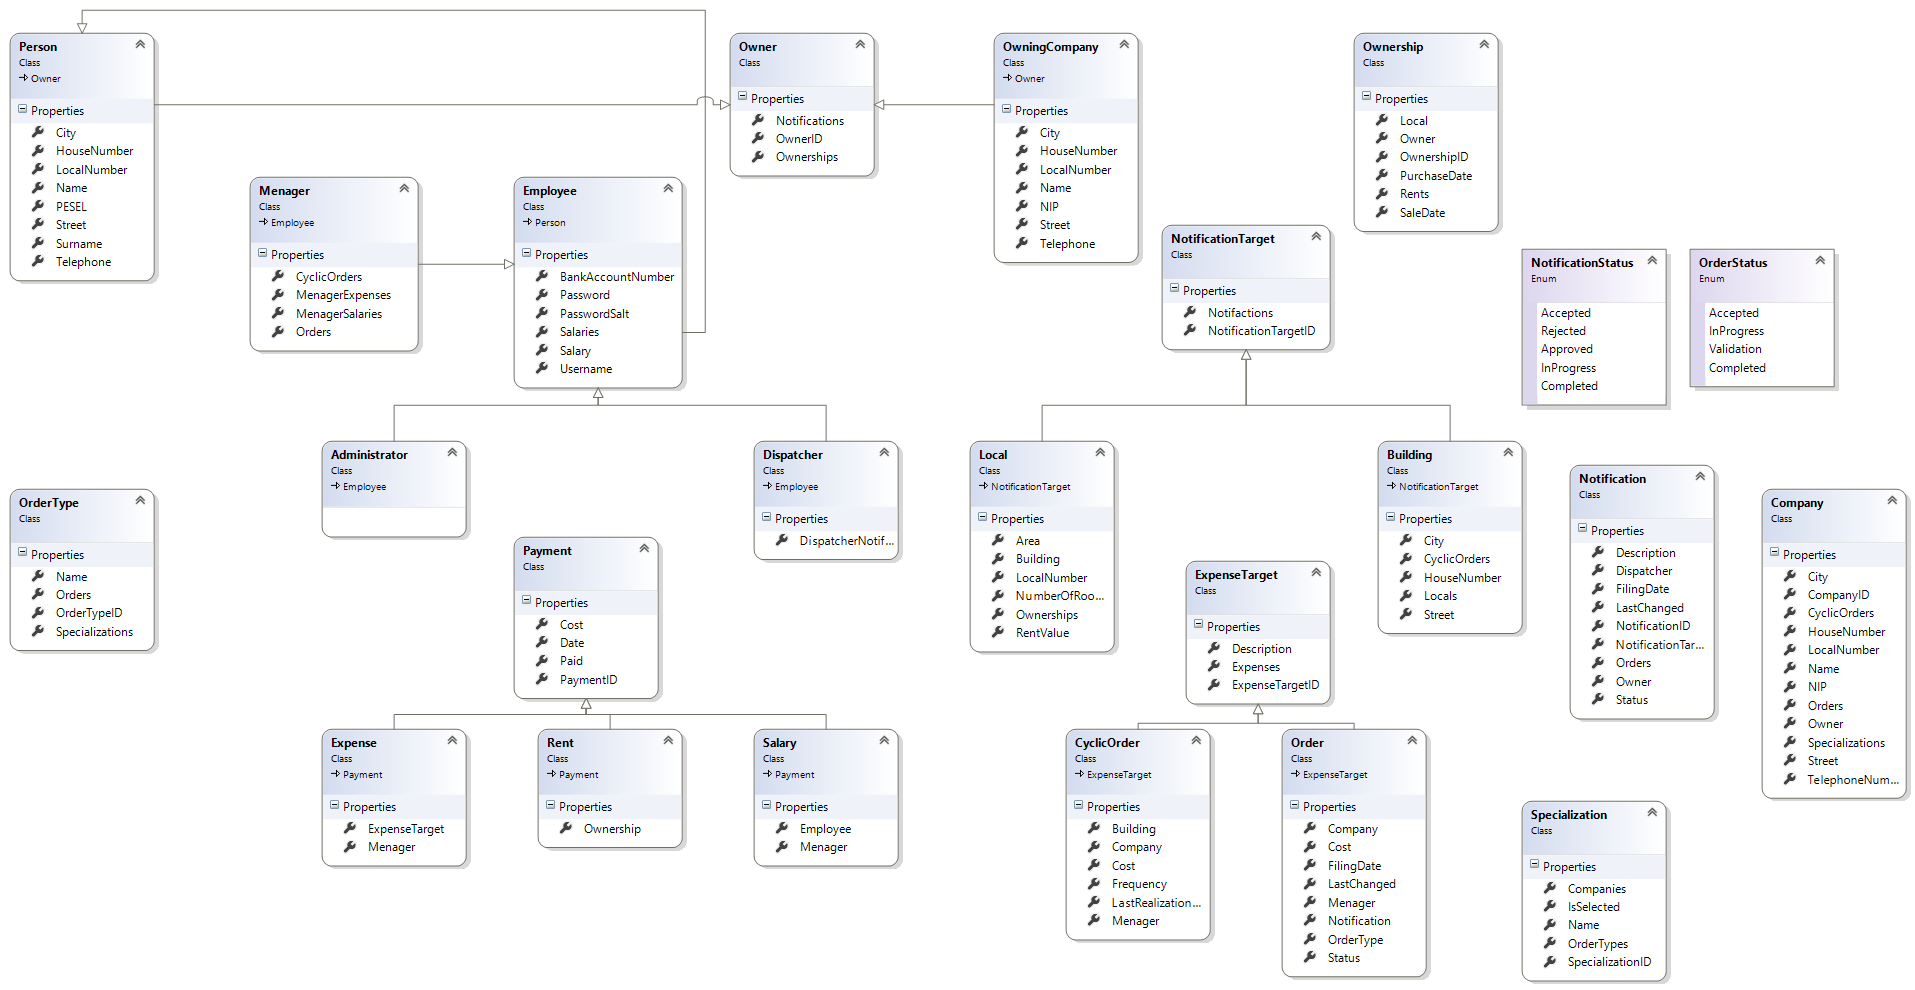 Person
Class
Owner
Properties
City
HouseNumber
LocalNumber
Name
PESEL
Street
Surname
Telephone
Menager
Class
Employee
Properties
CyclicOrders
MenagerExpenses
MenagerSalaries
Orders
Employee
Class
Person
Properties
BankAccountNumber
Password
PasswordSalt
Salaries
Salary
Username
Owner
Class
Properties
Notifications
OwnerID
Ownerships
OwningCompany
Class
Owner
Properties
City
HouseNumber
LocalNumber
Name
NIP
Street
Telephone
Ownership
Class
Properties
Local
Owner
OwnershipID
PurchaseDate
Rents
SaleDate
NotificationTarget
Class
Properties
Notifactions
NotificationTargetID
NotificationStatus
Enum
Accepted
Rejected
Approved
InProgress
Completed
OrderStatus
Enum
Accepted
InProgress
Validation
Completed
Administrator
Class
Employee
Dispatcher
Class
Employee
Properties
DispatcherNotif...
Local
Class
NotificationTarget
Properties
Area
Building
LocalNumber
NumberOfRoo...
Ownerships
RentValue
Building
Class
NotificationTarget
Properties
City
CyclicOrders
HouseNumber
Locals
Street
Notification
Class
Properties
Description
Dispatcher
FilingDate
LastChanged
NotificationID
NotificationTar...
Orders
Owner
Status
Company
Class
Properties
City
CompanyID
CyclicOrders
HouseNumber
LocalNumber
Name
NIP
Orders
Owner
Specializations
Street
TelephoneNum...
OrderType
Class
Properties
Name
Orders
OrderTypeID
Specializations
Payment
Class
Properties
Cost
Date
Paid
PaymentID
ExpenseTarget
Class
Properties
Description
Expenses
ExpenseTargetID
Expense
Class
Payment
Properties
ExpenseTarget
Menager
Rent
Class
Payment
Properties
Ownership
Salary
Class
Payment
Properties
Employee
Menager
CyclicOrder
Class
ExpenseTarget
Properties
Building
Company
Cost
Frequency
LastRealization...
Menager
Order
Class
ExpenseTarget
Properties
Company
Cost
FilingDate
LastChanged
Menager
Notification
OrderType
Status
Specialization
Class
Properties
Companies
IsSelected
Name
OrderTypes
SpecializationID